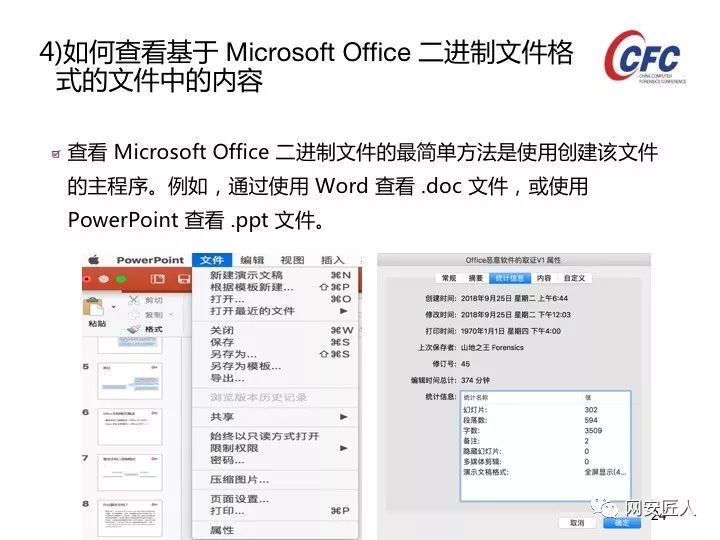 4)如何查看基于 Microsoft Office 二进制文件格
式的文件中的内容
CFC
CHINA COMPUTER
FORENSICS CONFERENCE
查看 Microsoft Office 二进制文件的最简单方法是使用创建该文件
的主程序。例如，通过使用 Word 查看 .doc 文件，或使用
PowerPoint 查看 .ppt 文件。
PowerPoint 文件 编辑 视图 插入
粘贴
剪切
复制
格式
新建演示文稿 ⌘N
根据模板新建... ⇧⌘P
打开... ⌘O
打开最近的文件
关闭 ⌘W
保存 ⌘S
另存为... ⇧⌘S
另存为模板...
导出...
浏览版本历史记录
共享
始终以只读方式打开
限制权限
密码...
压缩图片...
页面设置...
打印... ⌘P
属性
5
6
7
8
Office恶意软件的取证V1 属性
常规 摘要 统计信息 内容 自定义
创建时间: 2018年9月25日 星期二 上午6:44
修改时间: 2018年9月25日 星期二 下午12:03
打印时间: 1970年1月1日 星期四 下午4:00
上次保存者: 山地之王 Forensics
修订号: 45
编辑时间总计: 374 分钟
统计信息:
统计名称 值
幻灯片: 302
段落数: 594
字数: 3509
备注: 2
隐藏幻灯片: 0
多媒体剪辑: 0
演示文稿格式: 全屏显示(4...
取消 确定
网安匠人
24